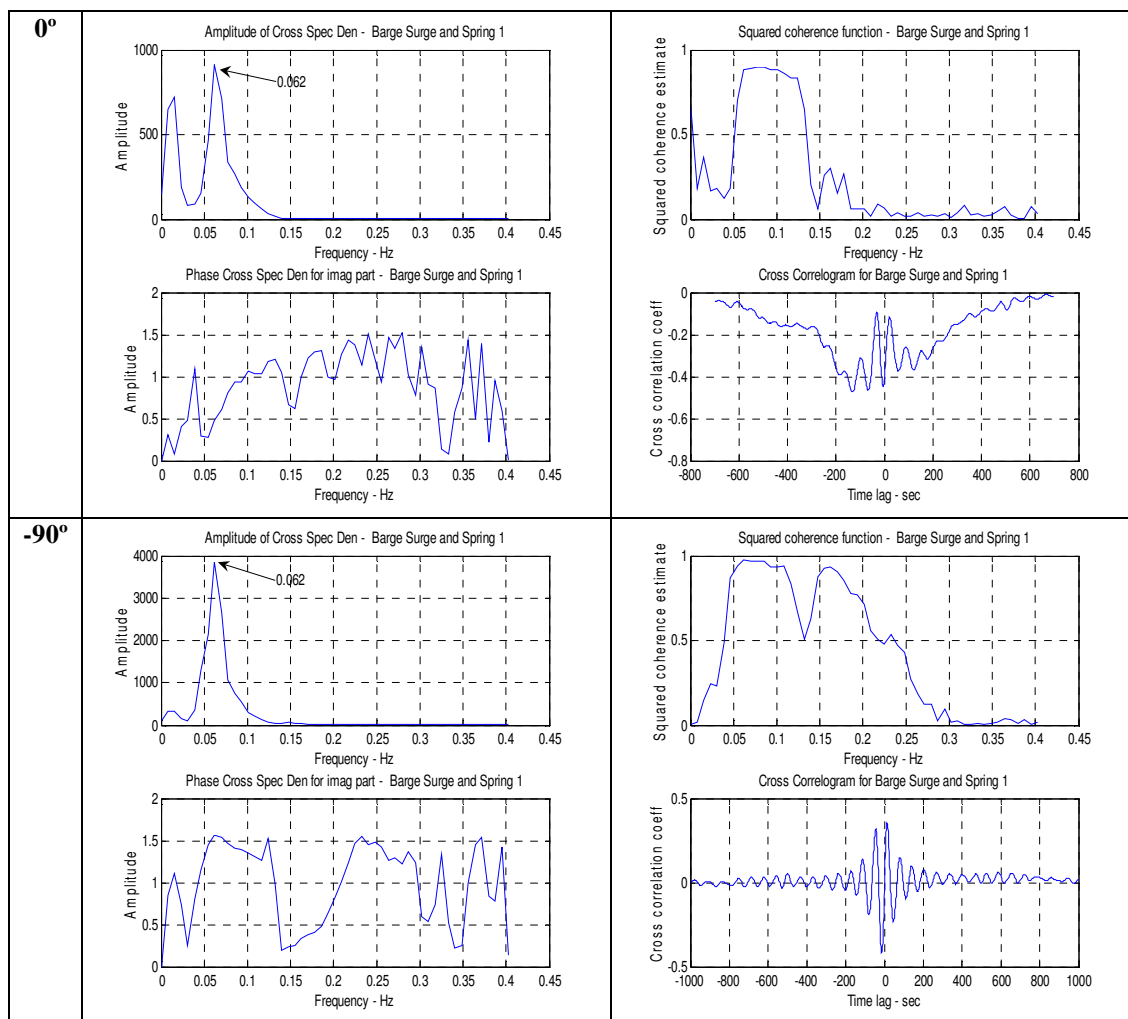 0º
Amplitude of Cross Spec Den - Barge Surge and Spring 1
1000
500
0
Amplitude
0.062
0 0.05 0.1 0.15 0.2 0.25 0.3 0.35 0.4 0.45
Frequency - Hz
Squared coherence function - Barge Surge and Spring 1
1
0.5
0
Squared coherence estimate
0 0.05 0.1 0.15 0.2 0.25 0.3 0.35 0.4 0.45
Frequency - Hz
Phase Cross Spec Den for imag part - Barge Surge and Spring 1
2
1.5
1
0.5
0
Amplitude
0 0.05 0.1 0.15 0.2 0.25 0.3 0.35 0.4 0.45
Frequency - Hz
Cross Correlogram for Barge Surge and Spring 1
0
-0.2
-0.4
-0.6
-0.8
Cross correlation coeff
-800 -600 -400 -200 0 200 400 600 800
Time lag - sec
-90º
Amplitude of Cross Spec Den - Barge Surge and Spring 1
4000
3000
2000
1000
0
Amplitude
0.062
0 0.05 0.1 0.15 0.2 0.25 0.3 0.35 0.4 0.45
Frequency - Hz
Squared coherence function - Barge Surge and Spring 1
1
0.5
0
Squared coherence estimate
0 0.05 0.1 0.15 0.2 0.25 0.3 0.35 0.4 0.45
Frequency - Hz
Phase Cross Spec Den for imag part - Barge Surge and Spring 1
2
1.5
1
0.5
0
Amplitude
0 0.05 0.1 0.15 0.2 0.25 0.3 0.35 0.4 0.45
Frequency - Hz
Cross Correlogram for Barge Surge and Spring 1
0.5
0
-0.5
Cross correlation coeff
-1000 -800 -600 -400 -200 0 200 400 600 800 1000
Time lag - sec